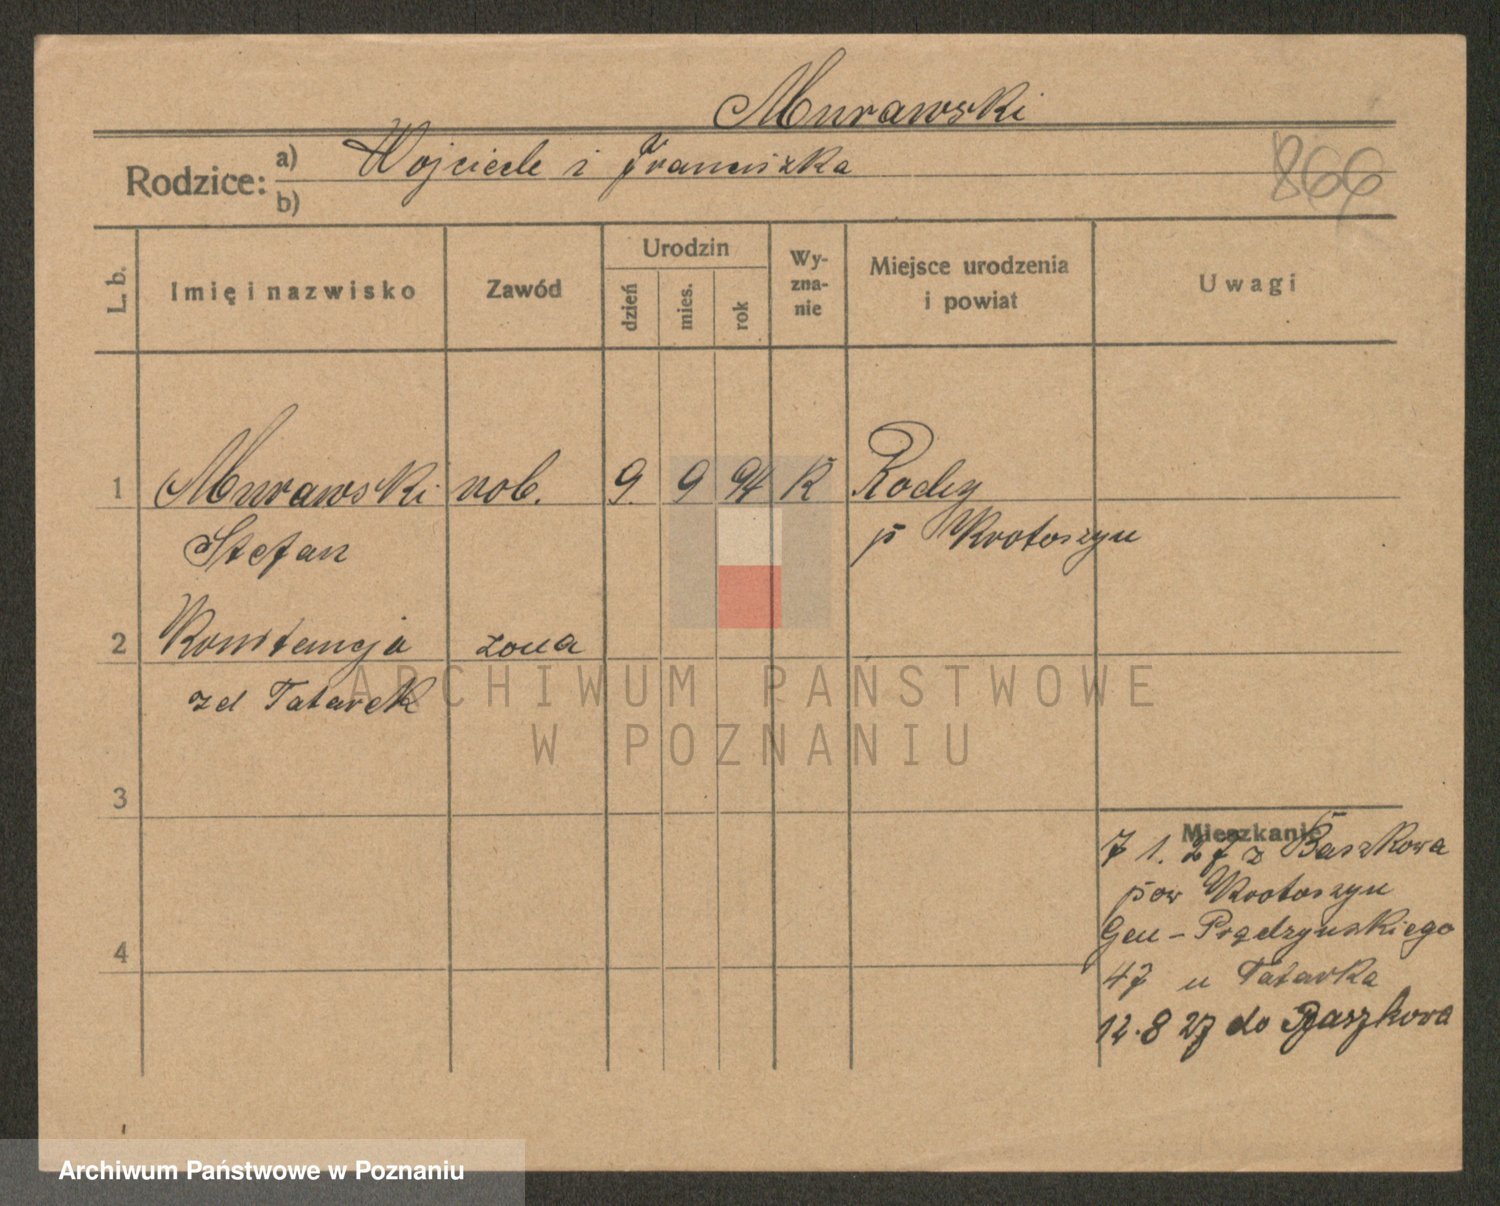 Murawski
Rodzice: a) Wojciech i Franciszka
b)
866
L. b. Imię i nazwisko Zawód Urodzin dzień mies. rok Wy-zna-nie Miejsce urodzenia i powiat Uwagi
1 Murawski rob. 9. 9 94 k
Stefan p Krotoszyn
2 Konstancja żona
zd Tatarek
ARCHIWUM PAŃSTWOWE
W POZNANIU
3
Mieszkanie
7 1. 27 z Baszkowa
pow Krotoszyn
Gen - Prądzyńskiego
4
47 u Tatarka
12.8 27 do Baszkowa
Archiwum Państwowe w Poznaniu